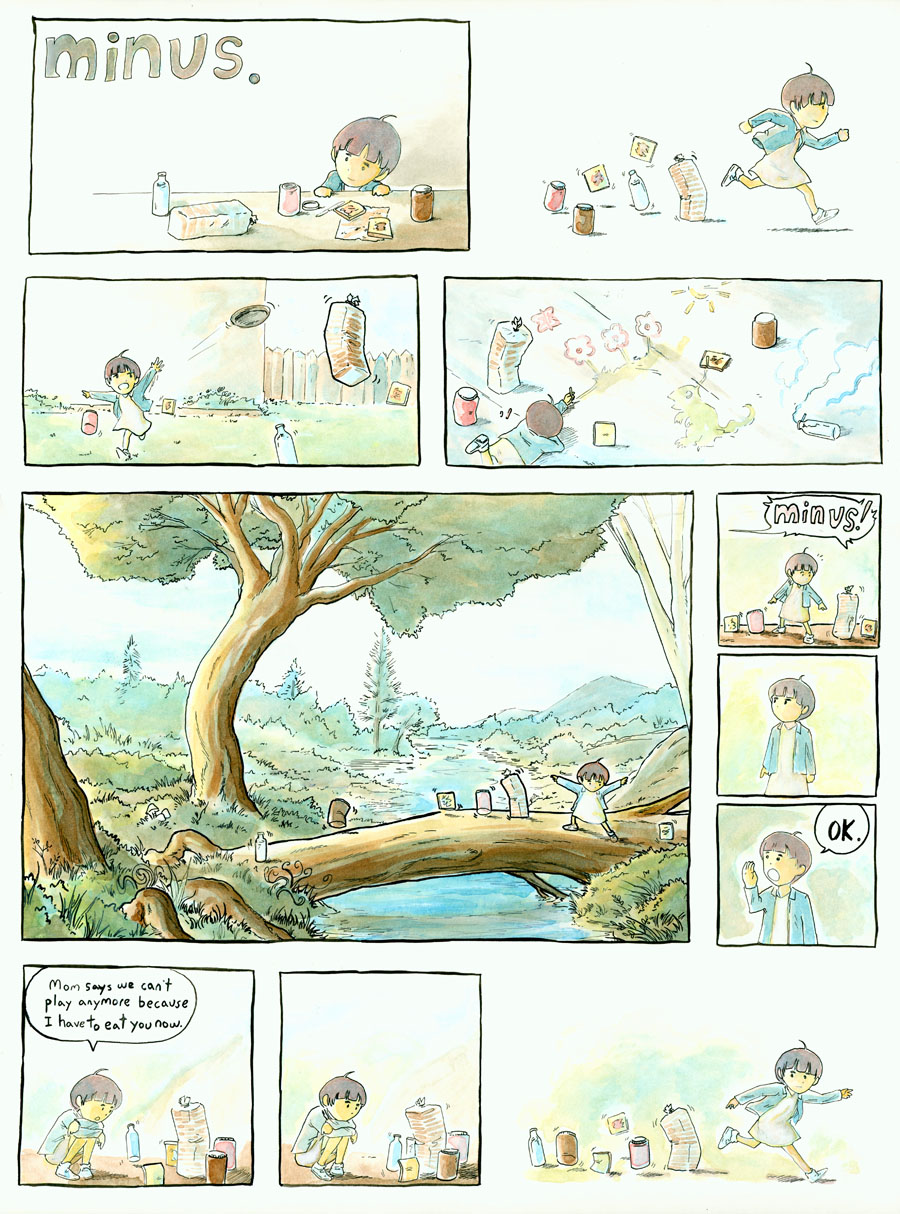 minus.
minus!
OK.
Mom says we can't
play anymore because
I have to eat you now.